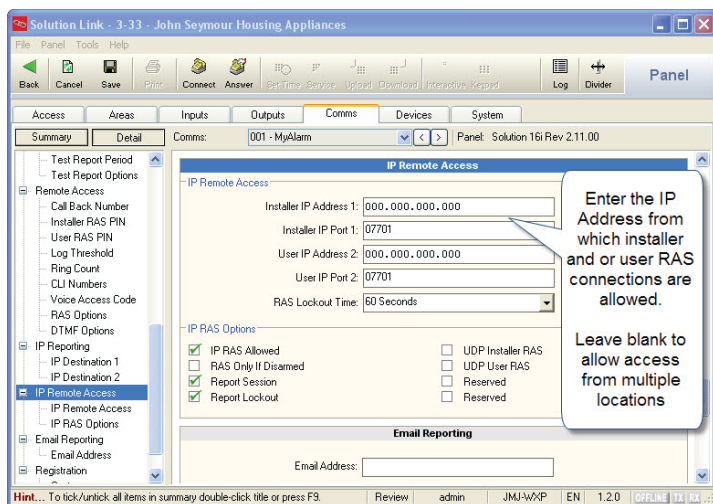 Solution Link - 3-33 - John Seymour Housing Appliances
File Panel Tools Help
Back Cancel Save Print Connect Answer Set Time Service Upload Download Interactive Keypad Log Divider Panel
Access Areas Inputs Outputs Comms Devices System
Summary Detail Comms: 001 - MyAlarm < > Panel: Solution 16i Rev 2.11.00
Test Report Period
Test Report Options
Remote Access
Call Back Number
Installer RAS PIN
User RAS PIN
Log Threshold
Ring Count
CLI Numbers
Voice Access Code
RAS Options
DTMF Options
IP Reporting
IP Destination 1
IP Destination 2
IP Remote Access
IP Remote Access
IP RAS Options
Email Reporting
Email Address
Registration
IP Remote Access
IP Remote Access
Installer IP Address 1: 000.000.000.000
Installer IP Port 1: 07701
User IP Address 2: 000.000.000.000
User IP Port 2: 07701
RAS Lockout Time: 60 Seconds
IP RAS Options
IP RAS Allowed UDP Installer RAS
RAS Only If Disarmed UDP User RAS
Report Session Reserved
Report Lockout Reserved
Email Reporting
Email Address:
Enter the IP
Address from
which installer
and or user RAS
connections are
allowed.
Leave blank to
allow access
from multiple
locations
Hint... To tick/untick all items in summary double-click title or press F9. Review admin JMJ-WXP EN 1.2.0 OFFLINE TX RX